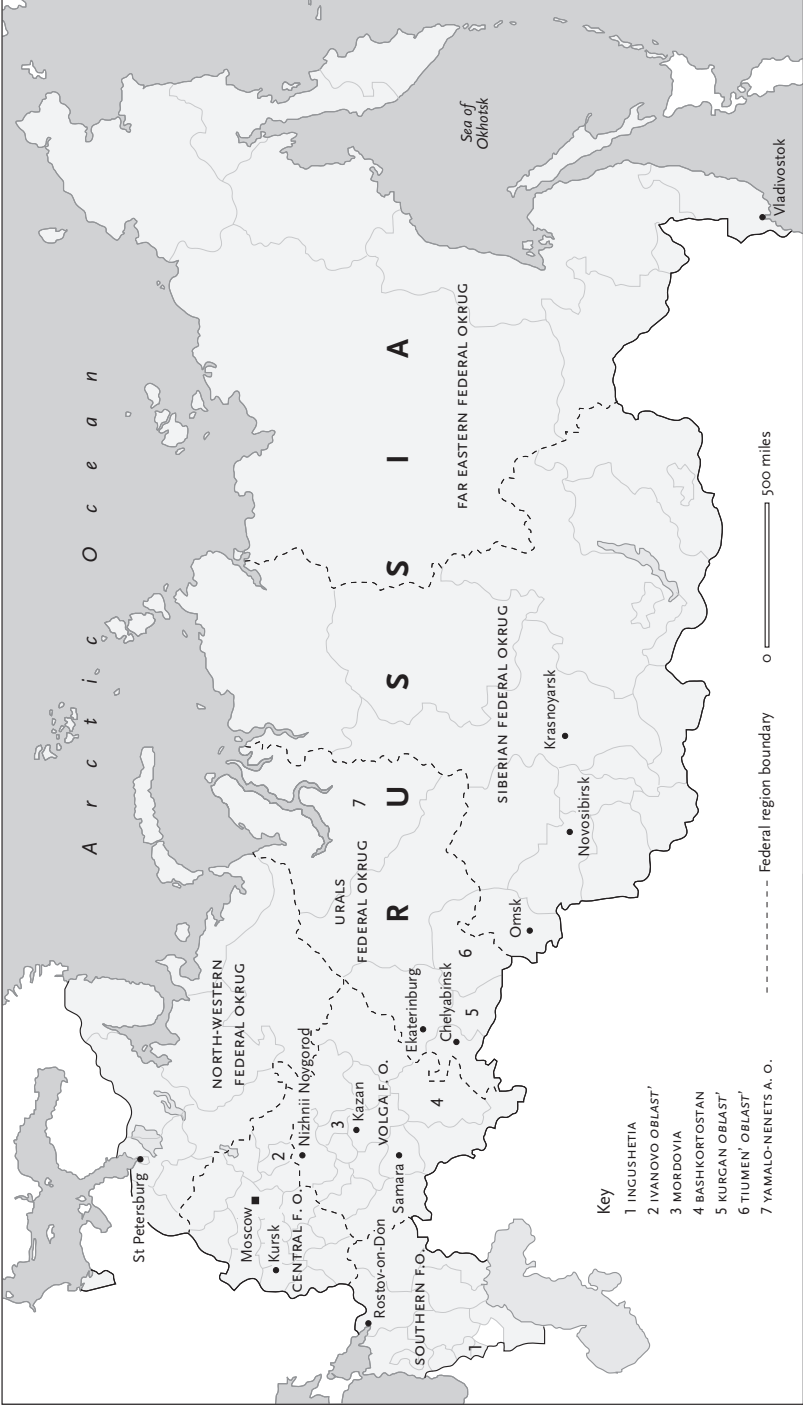 Arctic Ocean
Sea of
Okhotsk
RUSSIA
NORTH-WESTERN
FEDERAL OKRUG
URALS
FEDERAL OKRUG
7
SIBERIAN FEDERAL OKRUG
FAR EASTERN FEDERAL OKRUG
St Petersburg
Moscow
Kursk
CENTRAL F. O.
2
Nizhnii Novgorod
3
Kazan
VOLGA F. O.
Samara
4
Rostov-on-Don
SOUTHERN F.O.
1
Ekaterinburg
Chelyabinsk
5
6
Omsk
Novosibirsk
Krasnoyarsk
Vladivostok
Key
1 INGUSHETIA
2 IVANOVO OBLAST'
3 MORDOVIA
4 BASHKORTOSTAN
5 KURGAN OBLAST'
6 TIUMEN' OBLAST'
7 YAMALO-NENETS A. O.
Federal region boundary
0 500 miles